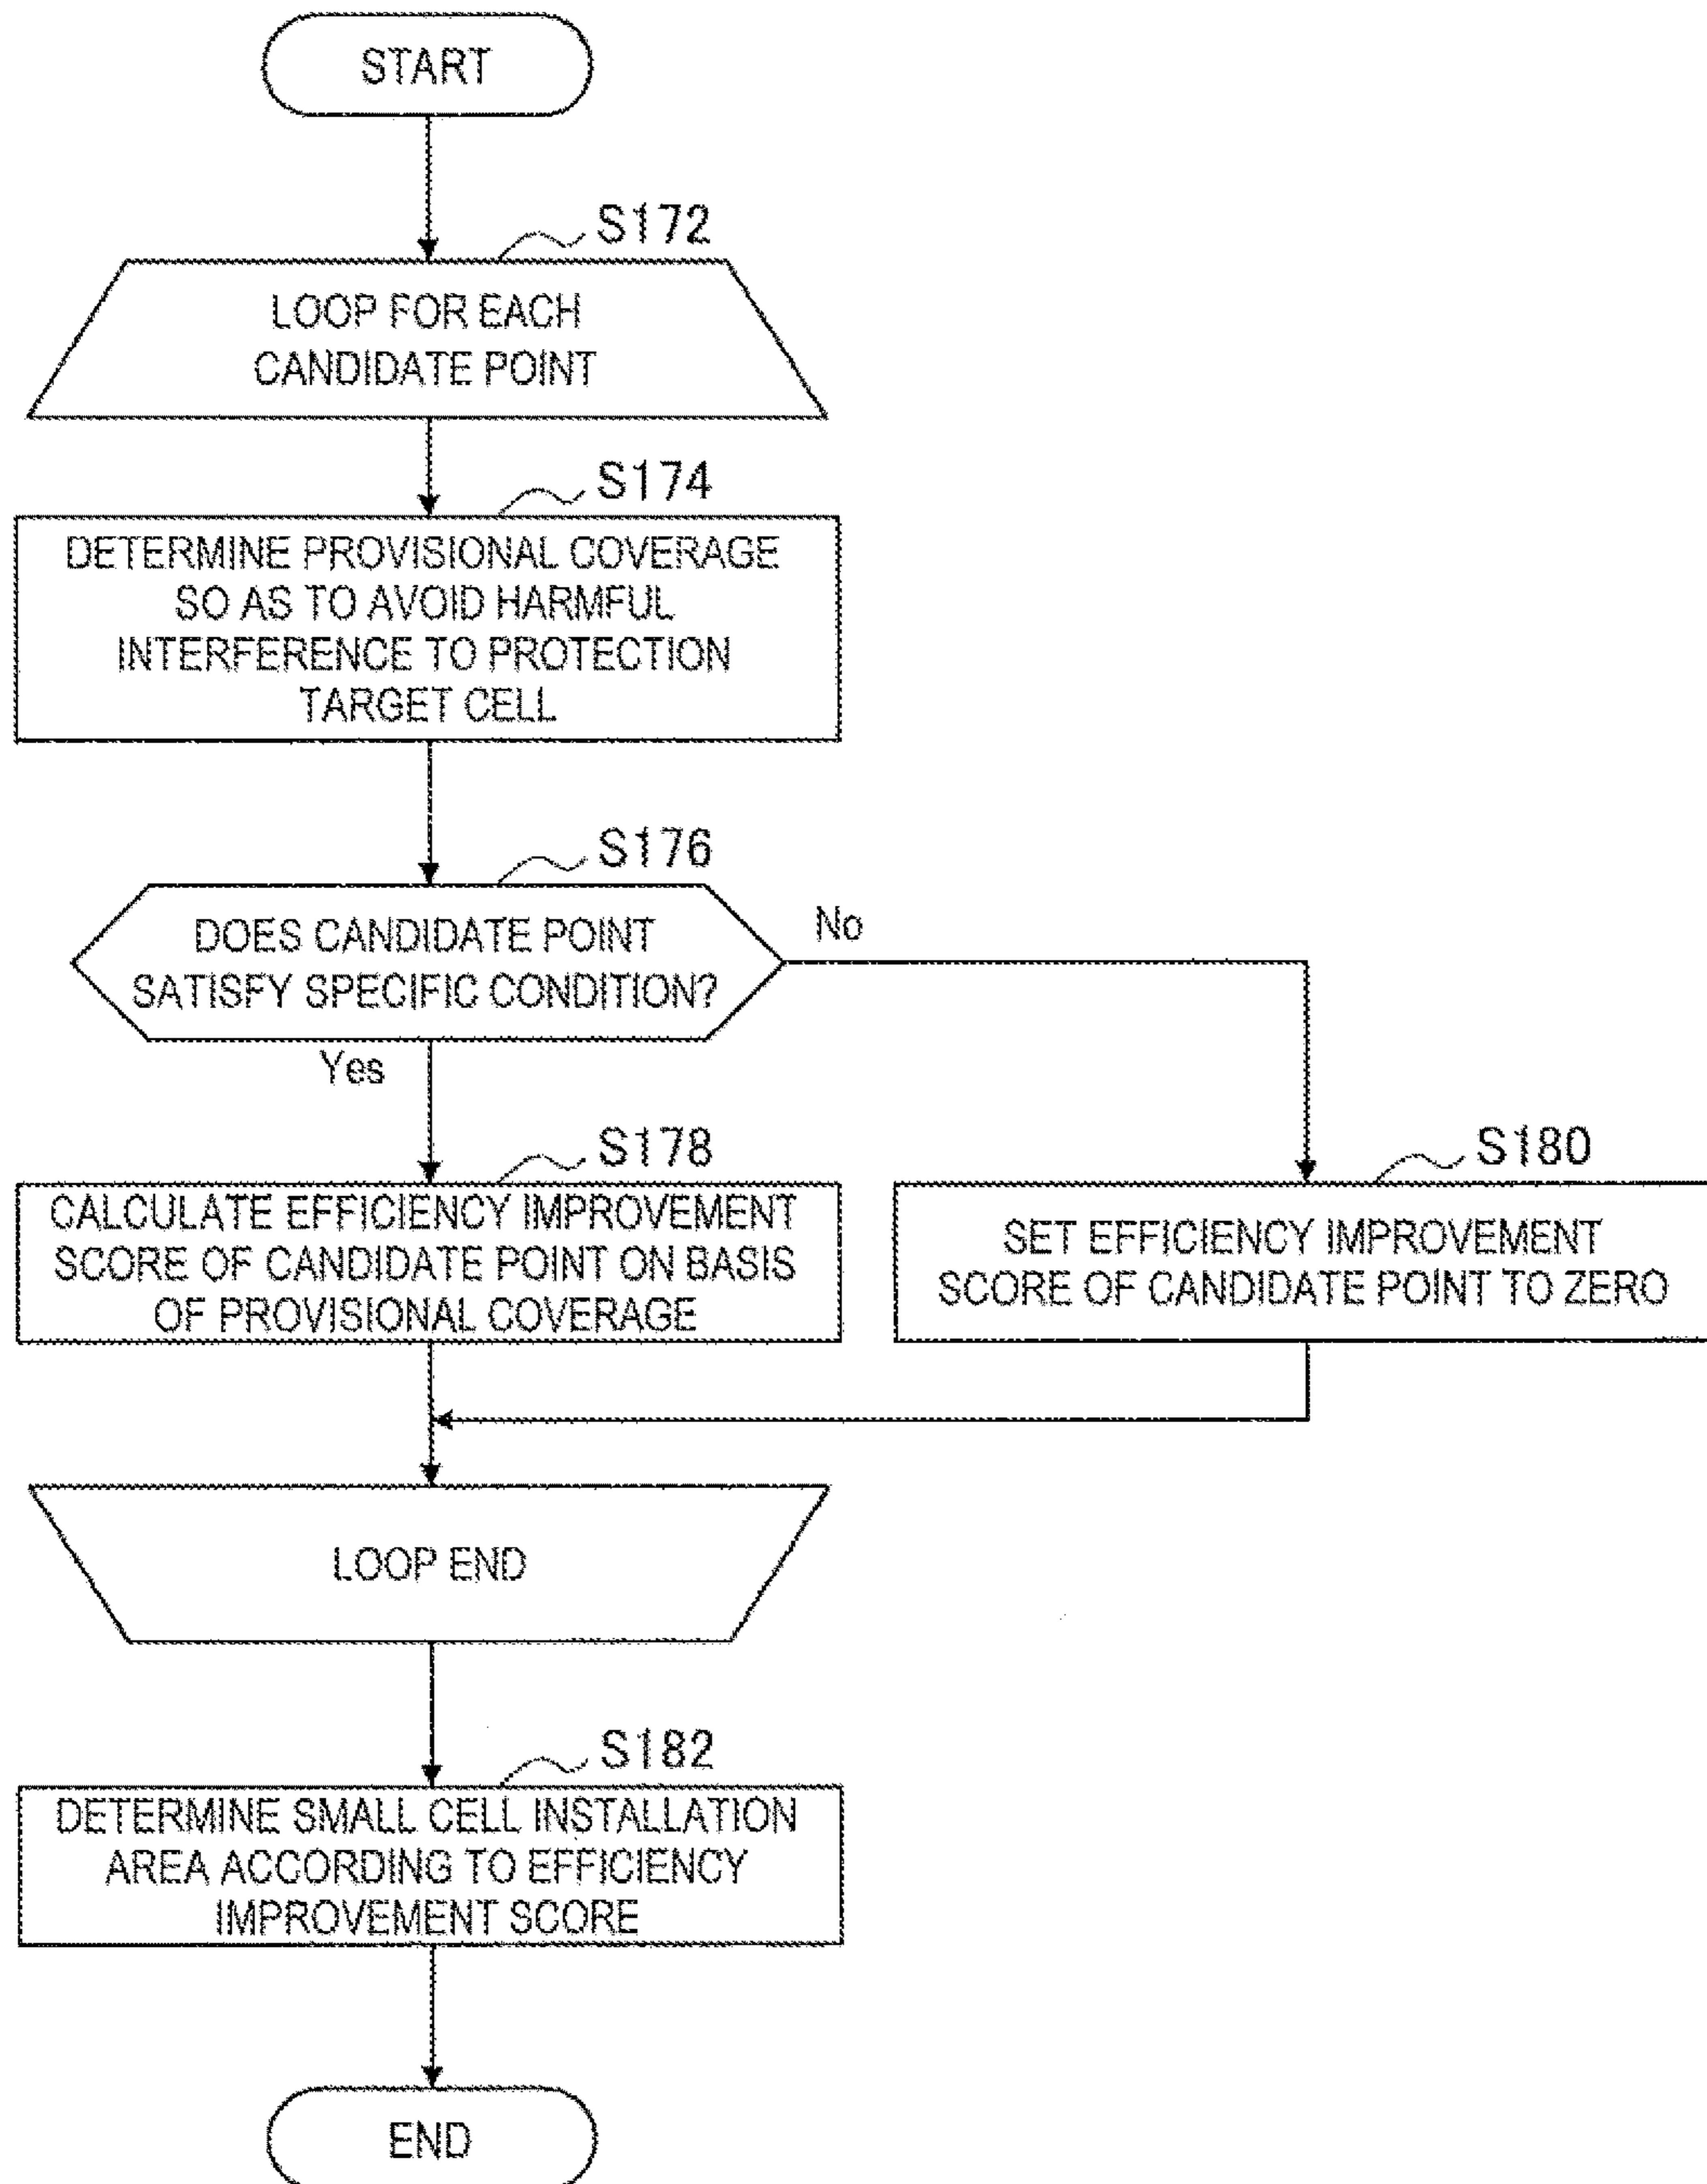 START
S172
LOOP FOR EACH
CANDIDATE POINT
S174
DETERMINE PROVISIONAL COVERAGE
SO AS TO AVOID HARMFUL
INTERFERENCE TO PROTECTION
TARGET CELL
S176
DOES CANDIDATE POINT
SATISFY SPECIFIC CONDITION?
No
Yes
S178
CALCULATE EFFICIENCY IMPROVEMENT
SCORE OF CANDIDATE POINT ON BASIS
OF PROVISIONAL COVERAGE
S180
SET EFFICIENCY IMPROVEMENT
SCORE OF CANDIDATE POINT TO ZERO
LOOP END
S182
DETERMINE SMALL CELL INSTALLATION
AREA ACCORDING TO EFFICIENCY
IMPROVEMENT SCORE
END